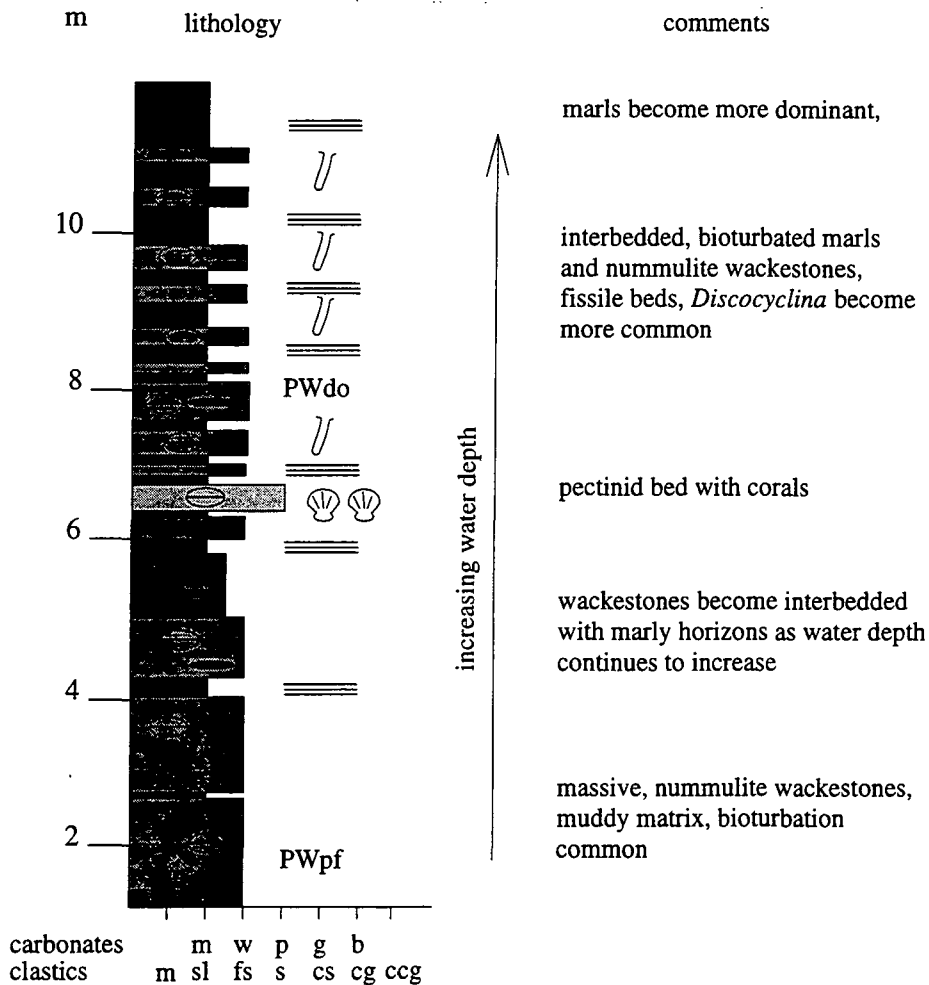 m
lithology
comments
marls become more dominant,
10
interbedded, bioturbated marls
and nummulite wackestones,
fissile beds, Discocyclina become
more common
8
PWdo
increasing water depth
pectinid bed with corals
6
wackestones become interbedded
with marly horizons as water depth
continues to increase
4
massive, nummulite wackestones,
muddy matrix, bioturbation
common
2
PWpf
carbonates m w p g b
clastics m sl fs s cs cg ccg